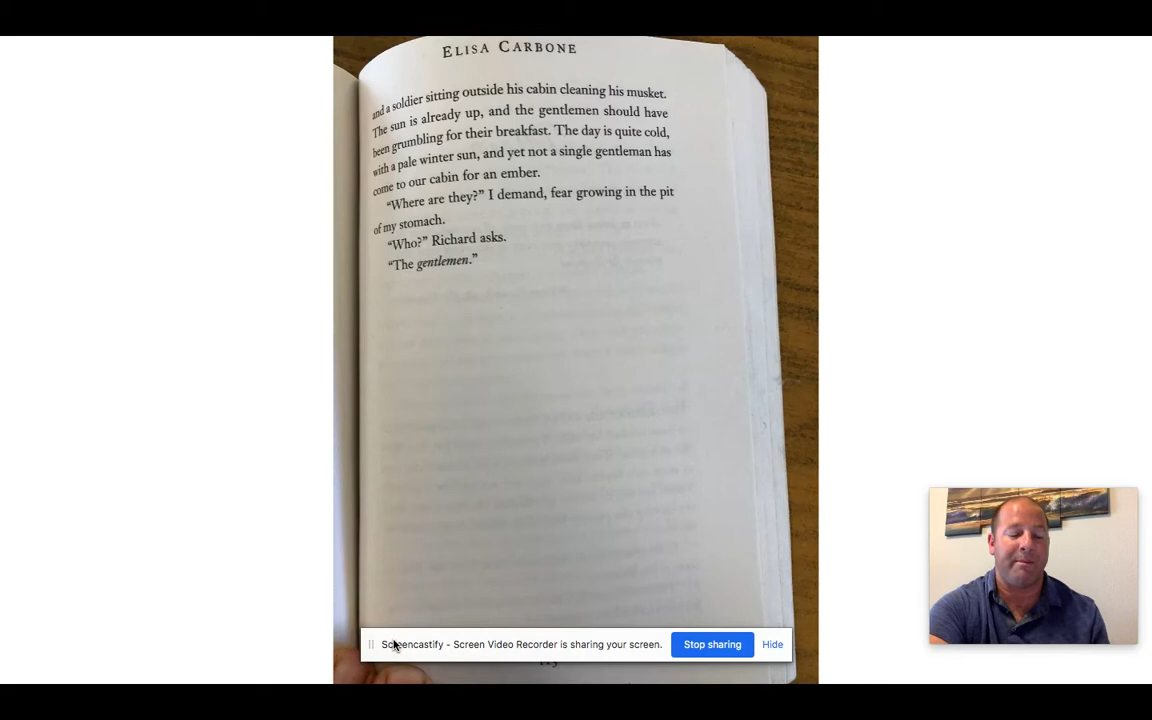 ELISA CARBONE
and a soldier sitting outside his cabin cleaning his musket.
The sun is already up, and the gentlemen should have
been grumbling for their breakfast. The day is quite cold,
with a pale winter sun, and yet not a single gentleman has
come to our cabin for an ember.
“Where are they?” I demand, fear growing in the pit
of my stomach.
“Who?” Richard asks.
“The gentlemen.”
Screencastify - Screen Video Recorder is sharing your screen.
Stop sharing
Hide